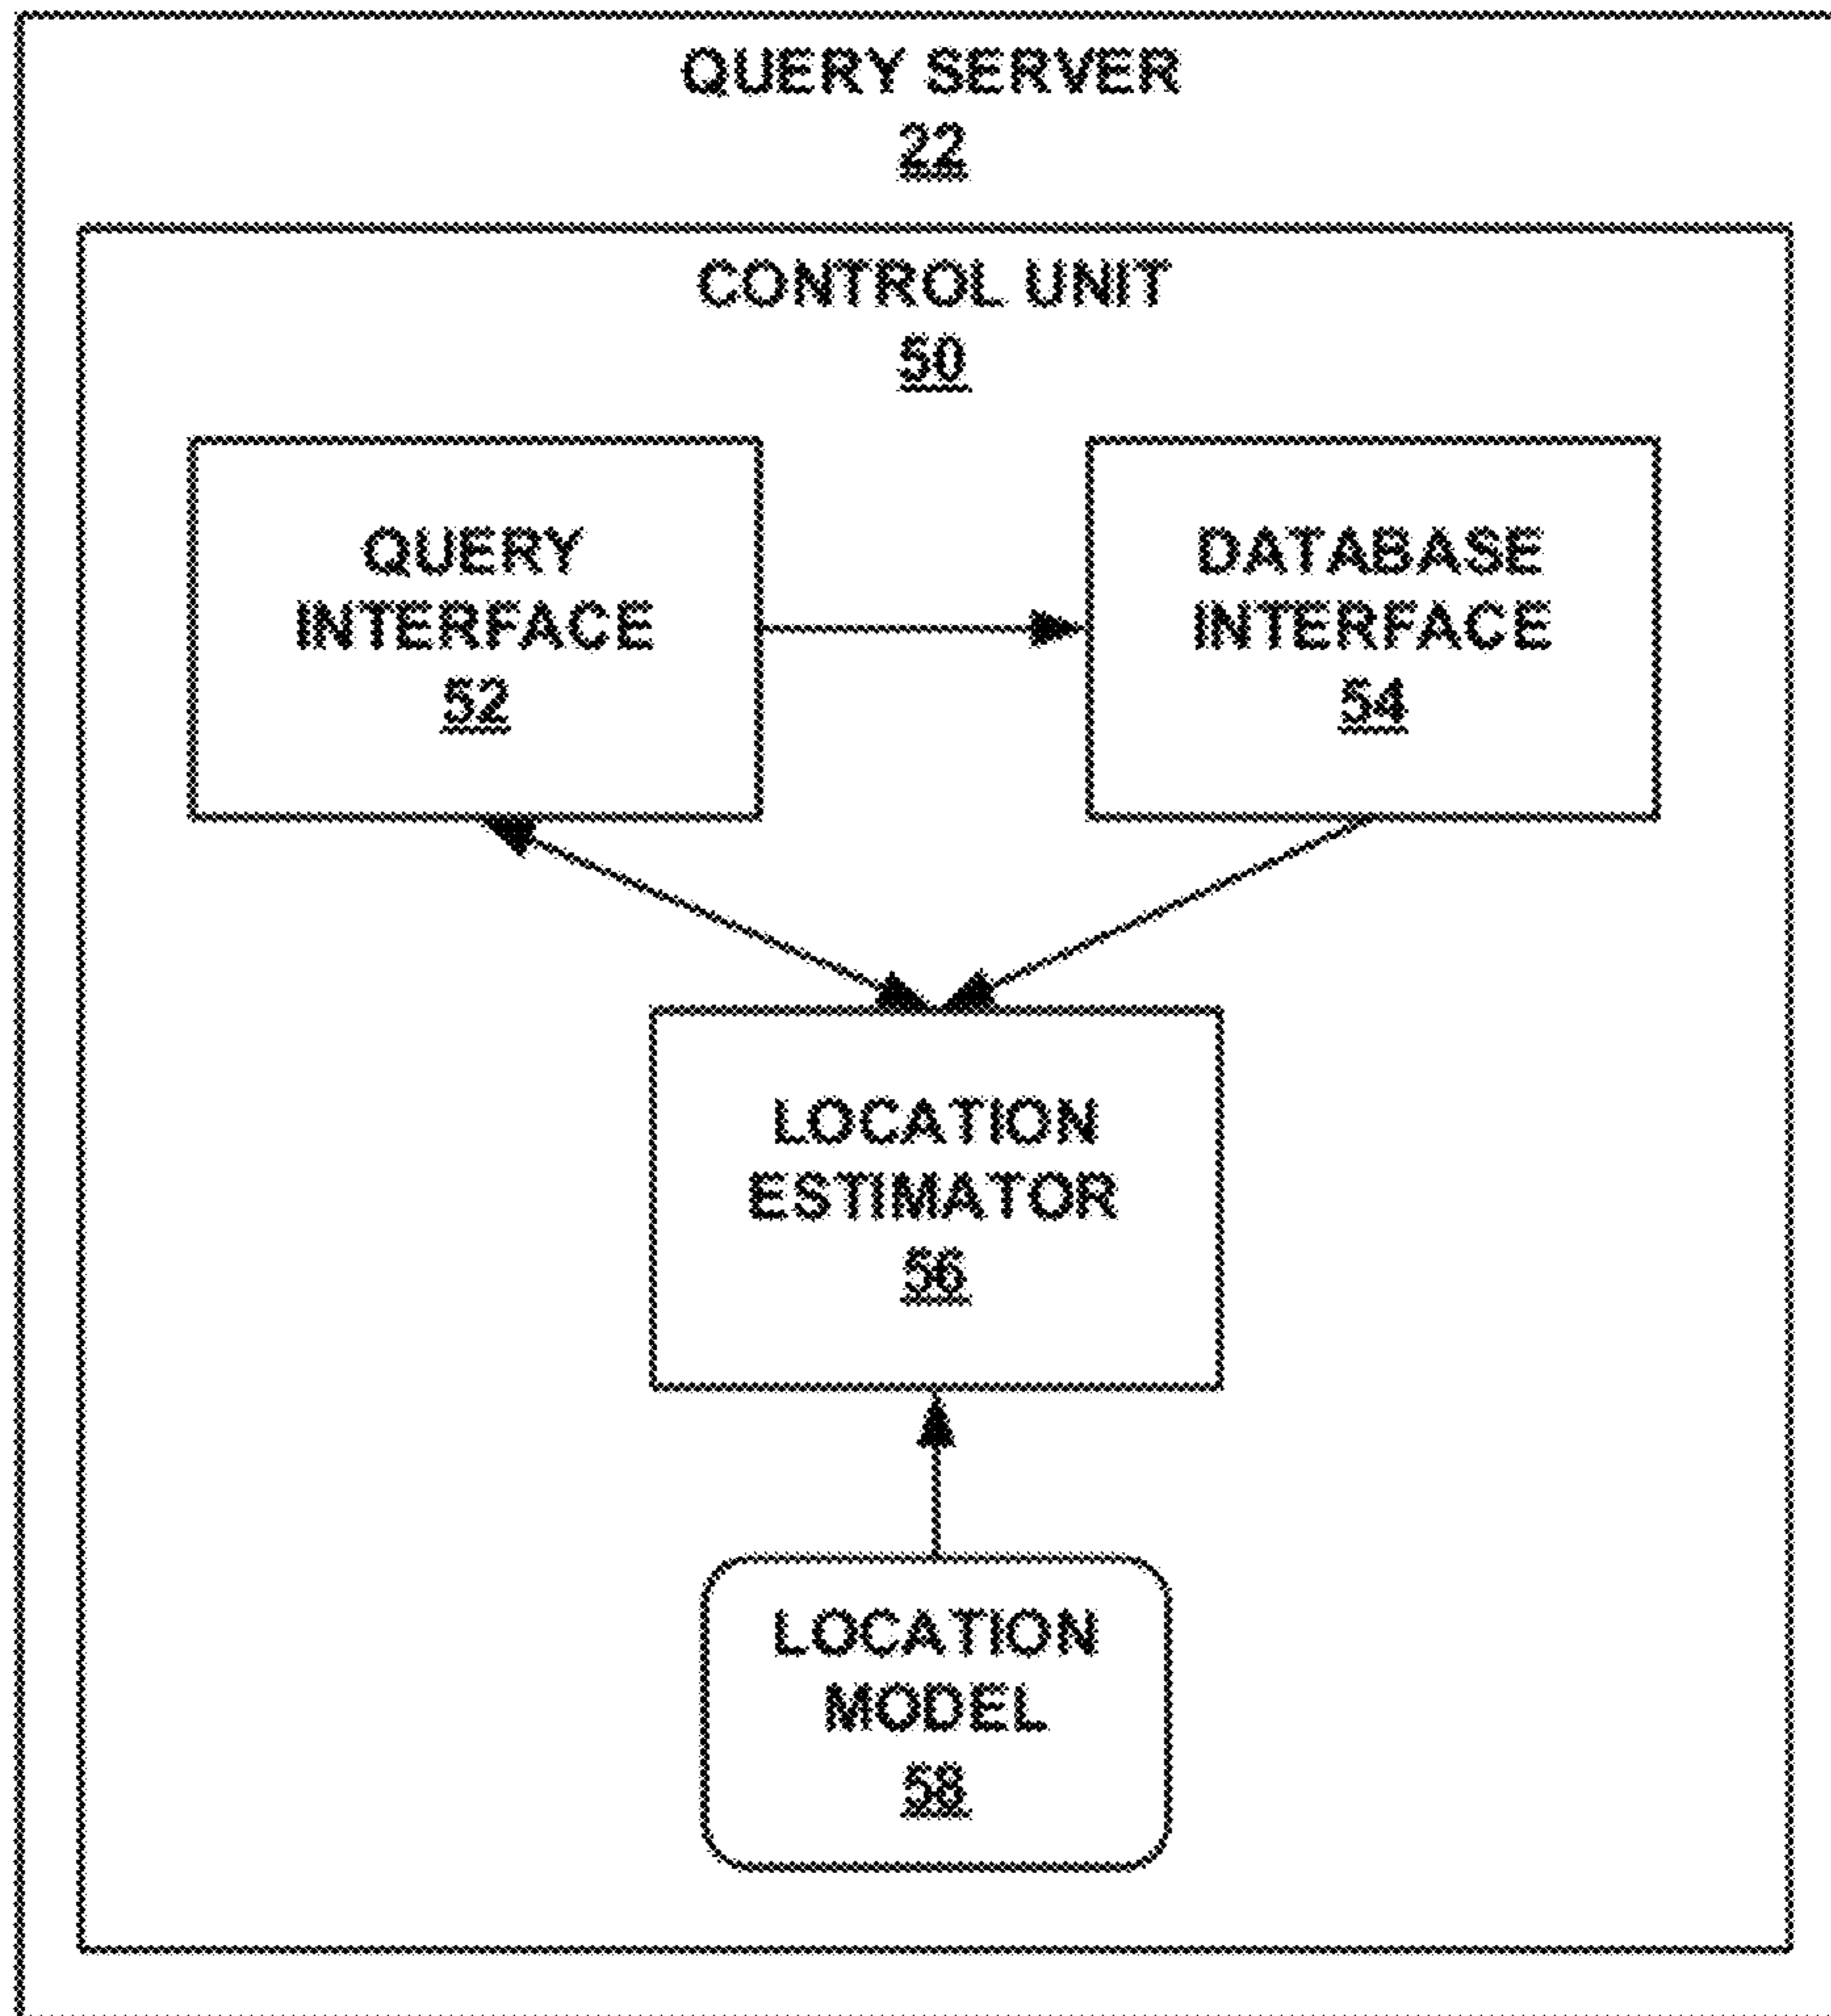 QUERY SERVER
22
CONTROL UNIT
50
QUERY
INTERFACE
52
DATABASE
INTERFACE
54
LOCATION
ESTIMATOR
56
LOCATION
MODEL
58